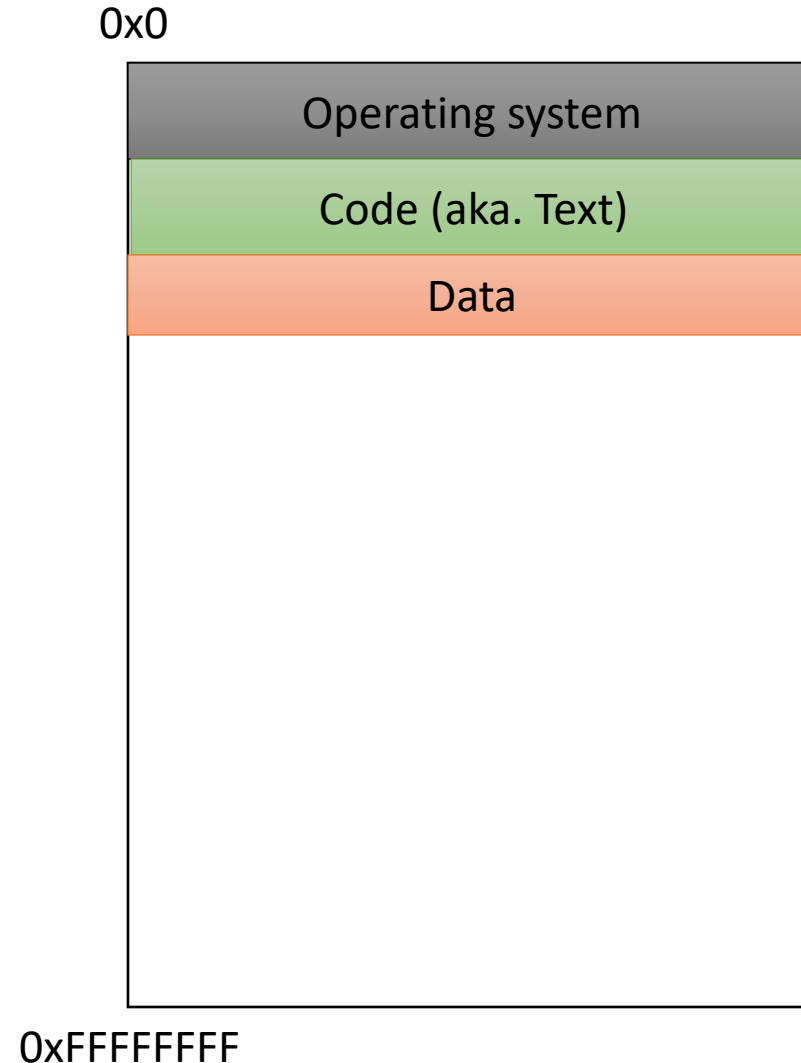 0x0
Operating system
Code (aka. Text)
Data
0xFFFFFFFF